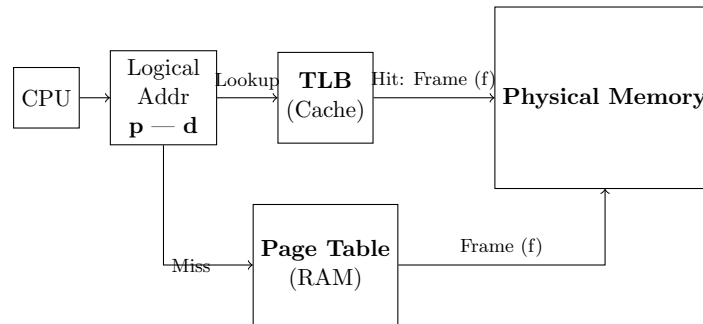 CPU
Logical
Addr
p — d
Lookup
TLB
(Cache)
Hit: Frame (f)
Physical Memory
Miss
Page Table
(RAM)
Frame (f)